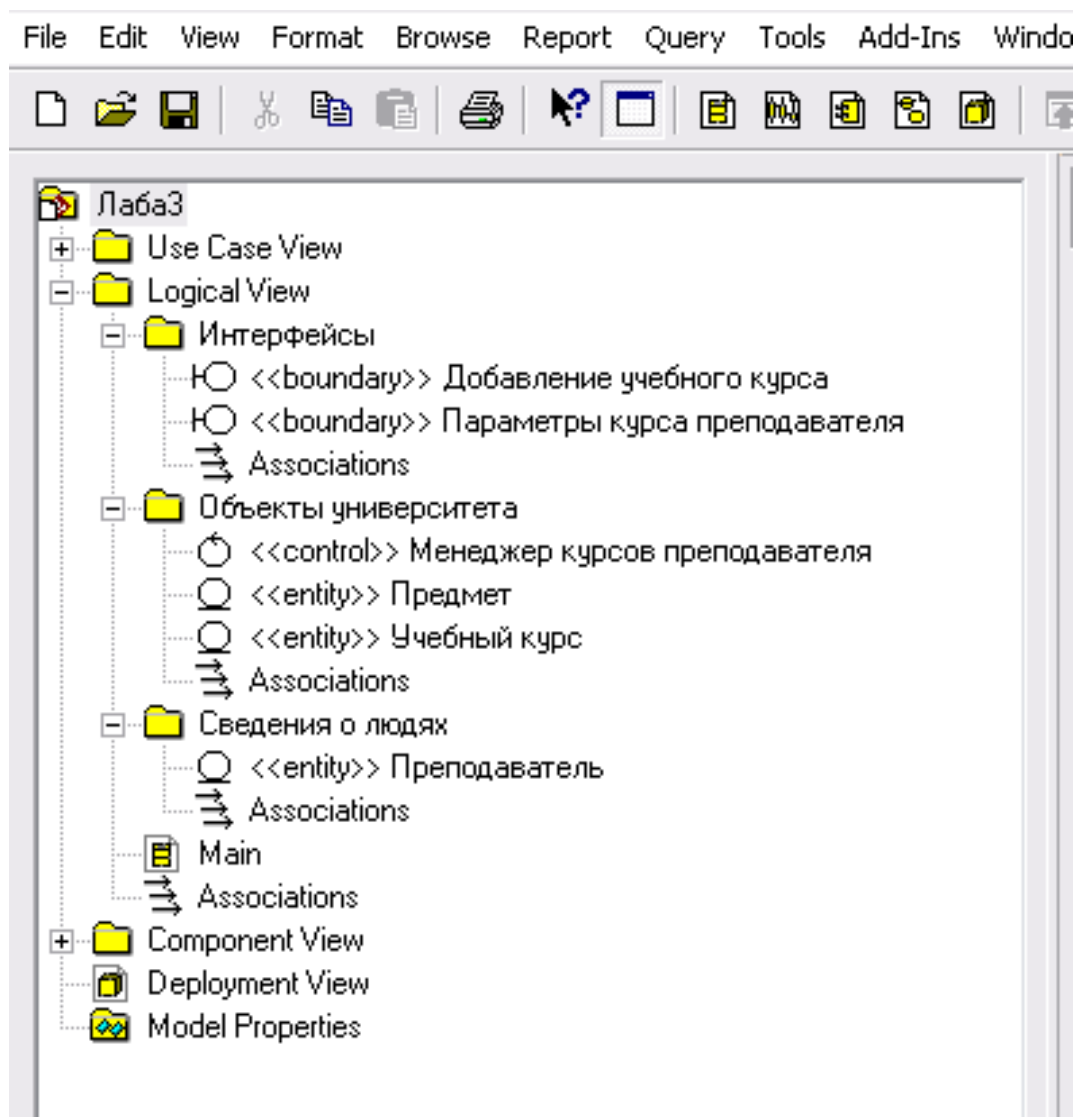 File Edit View Format Browse Report Query Tools Add-Ins Windo
Лаба3
Use Case View
Logical View
Интерфейсы
<<boundary>> Добавление учебного курса
<<boundary>> Параметры курса преподавателя
Associations
Объекты университета
<<control>> Менеджер курсов преподавателя
<<entity>> Предмет
<<entity>> Учебный курс
Associations
Сведения о людях
<<entity>> Преподаватель
Associations
Main
Associations
Component View
Deployment View
Model Properties